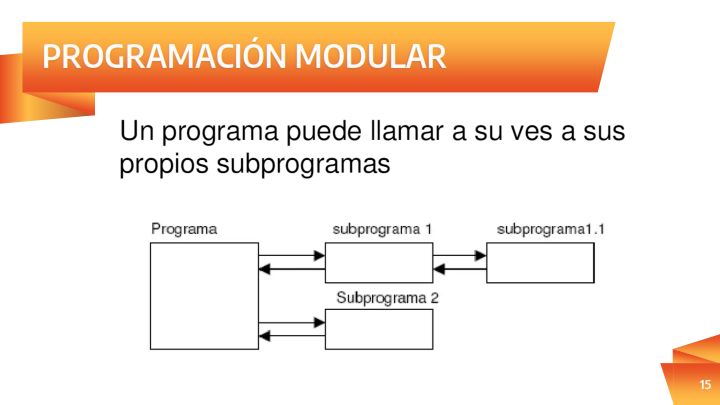 PROGRAMACIÓN MODULAR
Un programa puede llamar a su ves a sus
propios subprogramas
Programa
subprograma 1
subprograma1.1
Subprograma 2
15